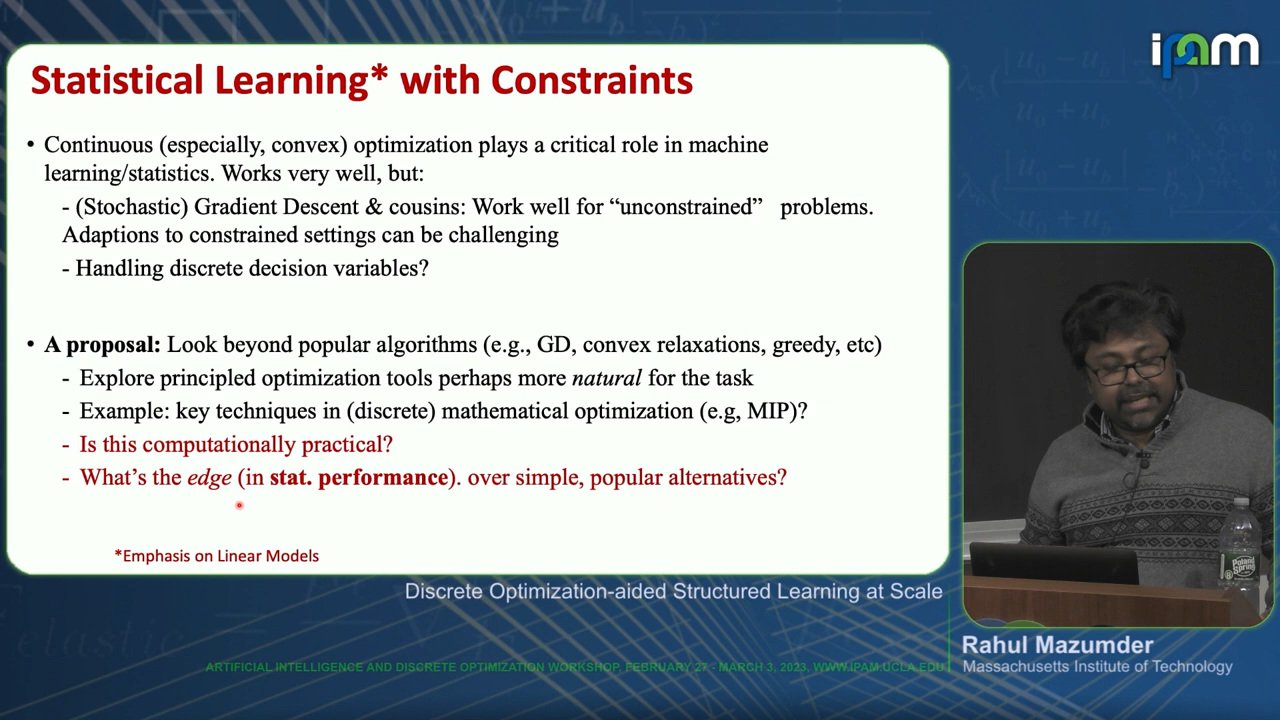 ipam
Statistical Learning* with Constraints
• Continuous (especially, convex) optimization plays a critical role in machine
learning/statistics. Works very well, but:
- (Stochastic) Gradient Descent & cousins: Work well for “unconstrained” problems.
Adaptions to constrained settings can be challenging
- Handling discrete decision variables?
• A proposal: Look beyond popular algorithms (e.g., GD, convex relaxations, greedy, etc)
- Explore principled optimization tools perhaps more natural for the task
- Example: key techniques in (discrete) mathematical optimization (e.g, MIP)?
- Is this computationally practical?
- What’s the edge (in stat. performance). over simple, popular alternatives?
*Emphasis on Linear Models
Poland
Spring
Discrete Optimization-aided Structured Learning at Scale
Rahul Mazumder
Massachusetts Institute of Technology
ARTIFICIAL INTELLIGENCE AND DISCRETE OPTIMIZATION WORKSHOP, FEBRUARY 27 - MARCH 3, 2023, WWW.IPAM.UCLA.EDU
elastic